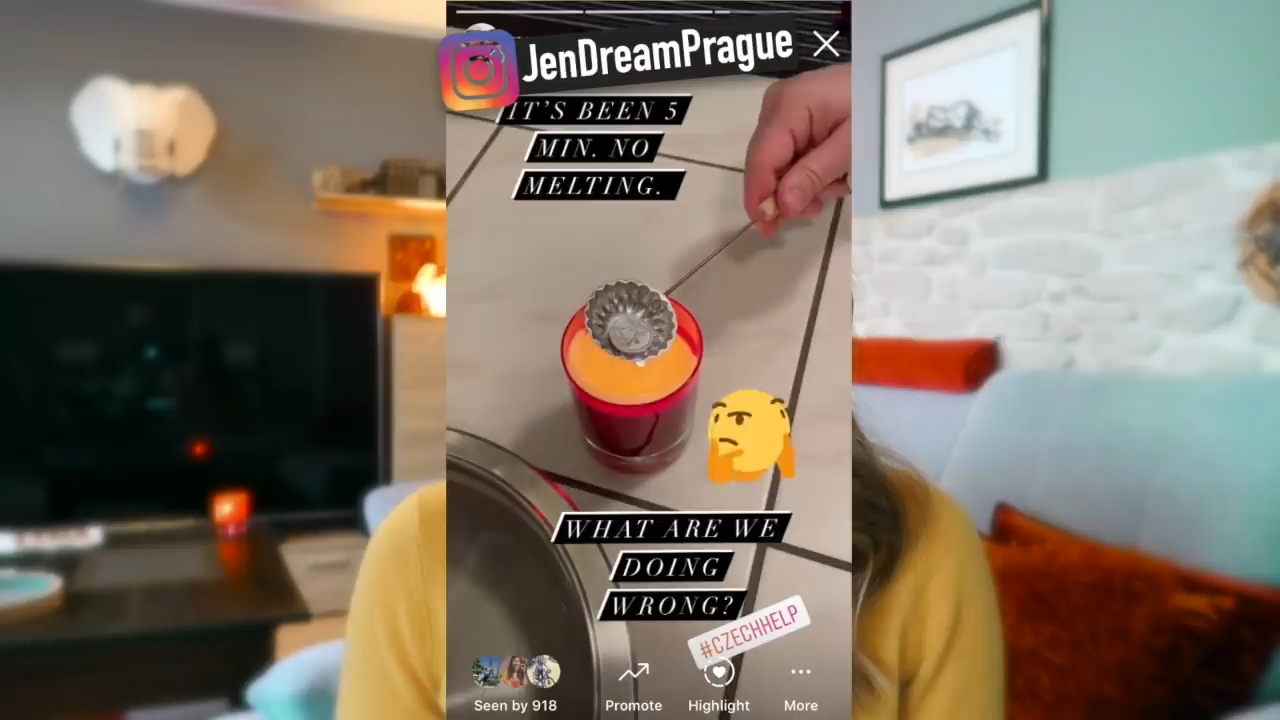 JenDreamPrague
IT'S BEEN 5
MIN. NO
MELTING.
WHAT ARE WE
DOING
WRONG?
#CZECHHELP
Seen by 918
Promote
Highlight
More